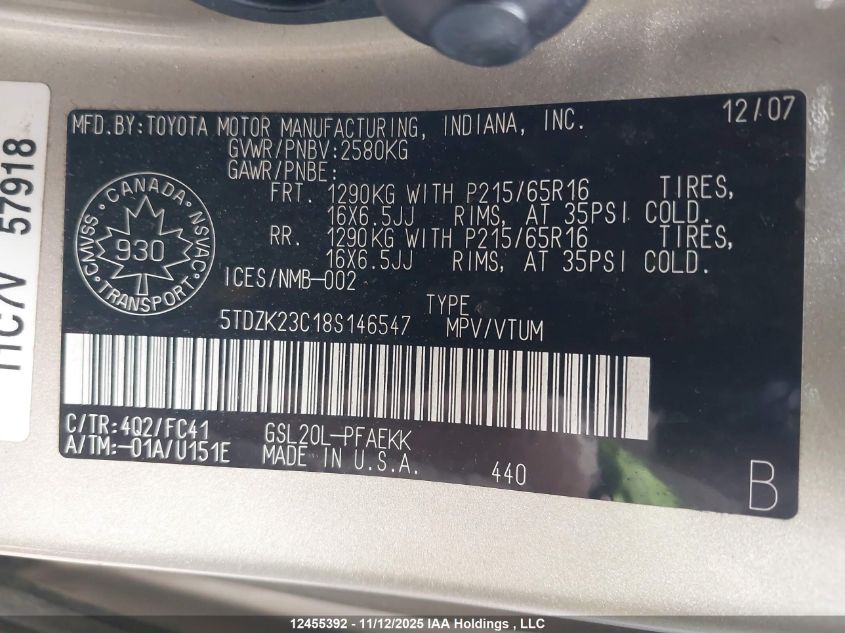 MFD.BY:TOYOTA MOTOR MANUFACTURING, INDIANA, INC. 12/07
GVWR/PNBV:2580KG
GAWR/PNBE:
FRT. 1290KG WITH P215/65R16 TIRES,
16X6.5JJ RIMS, AT 35PSI COLD.
RR. 1290KG WITH P215/65R16 TIRES,
16X6.5JJ RIMS, AT 35PSI COLD.
ICES/NMB-002
CANADA
CMVSS NSVAC
930
TRANSPORT
TYPE
5TDZK23C18S146547 MPV/VTUM
C/TR:4Q2/FC41 GSL20L-PFAEKK
A/TM:-01A/U151E MADE IN U.S.A. 440 B
57918
12455392 - 11/12/2025 IAA Holdings , LLC